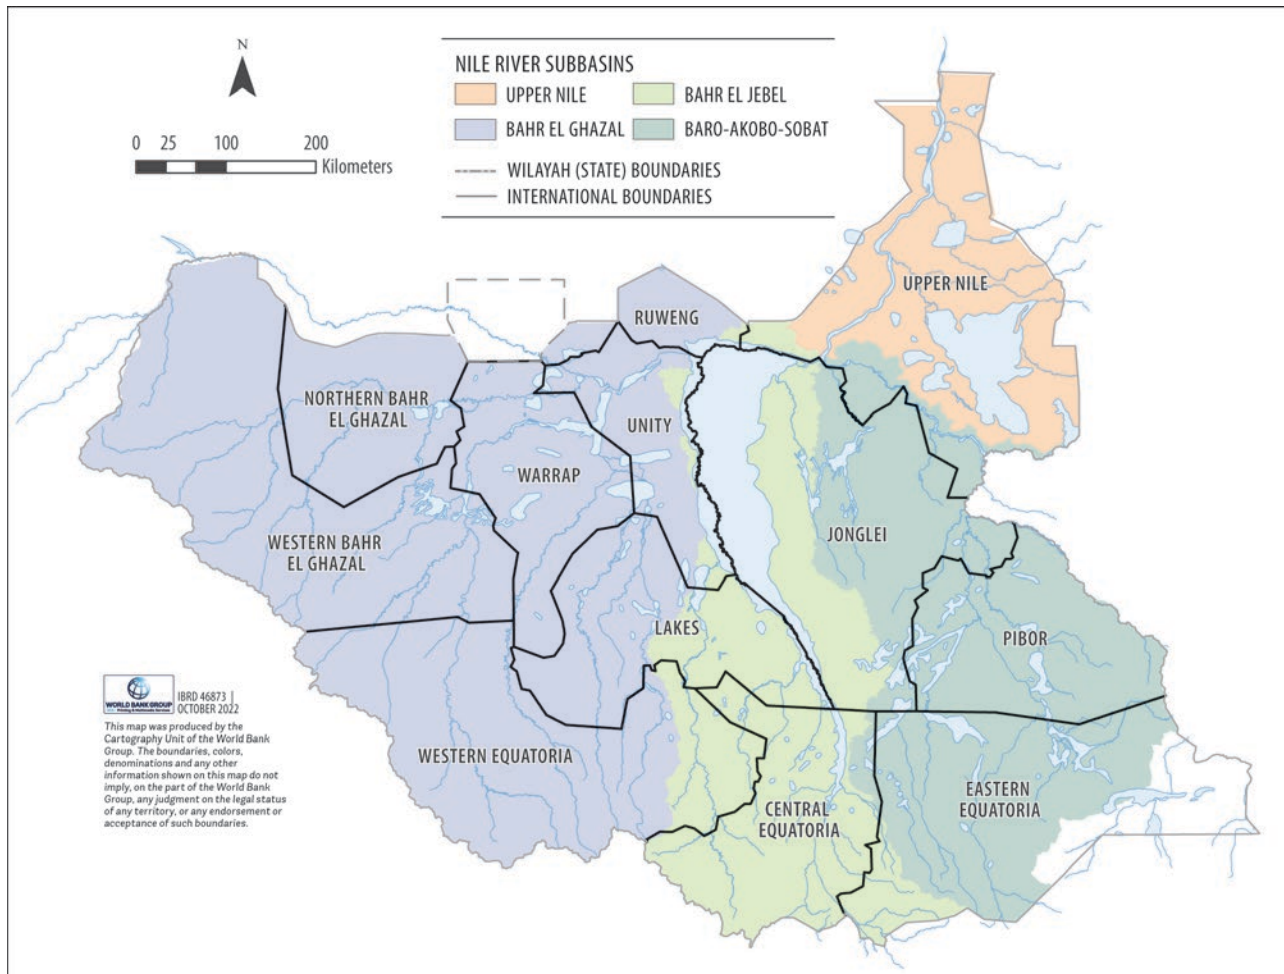 N
0 25 100 200
Kilometers
NILE RIVER SUBBASINS
UPPER NILE
BAHR EL JEBEL
BAHR EL GHAZAL
BARO-AKOBO-SOBAT
WILAYAH (STATE) BOUNDARIES
INTERNATIONAL BOUNDARIES
UPPER NILE
RUWENG
NORTHERN BAHR
EL GHAZAL
UNITY
WARRAP
WESTERN BAHR
EL GHAZAL
JONGLEI
LAKES
PIBOR
WESTERN EQUATORIA
CENTRAL
EQUATORIA
EASTERN
EQUATORIA
WORLD BANK GROUP
IBRD 46873 |
OCTOBER 2022
This map was produced by the
Cartography Unit of the World Bank
Group. The boundaries, colors,
denominations and any other
information shown on this map do not
imply, on the part of the World Bank
Group, any judgment on the legal status
of any territory, or any endorsement or
acceptance of such boundaries.